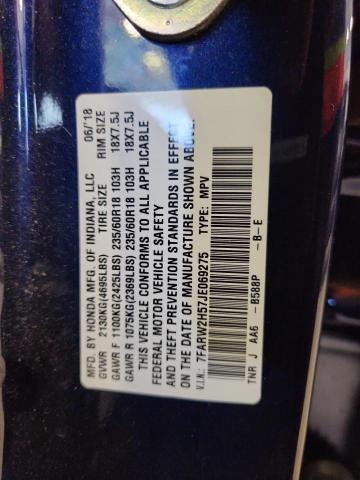 MFD. BY HONDA MFG. OF INDIANA, LLC 06/'18
GVWR 2130KG(4695LBS) TIRE SIZE RIM SIZE
GAWR F 1100KG(2425LBS) 235/60R18 103H 18X7.5J
GAWR R 1075KG(2369LBS) 235/60R18 103H 18X7.5J
THIS VEHICLE CONFORMS TO ALL APPLICABLE
FEDERAL MOTOR VEHICLE SAFETY
AND THEFT PREVENTION STANDARDS IN EFFECT
ON THE DATE OF MANUFACTURE SHOWN ABOVE.
V.I.N.: 7FARW2H57JE069275 TYPE: MPV
TNR J AA6 -B588P -B-E